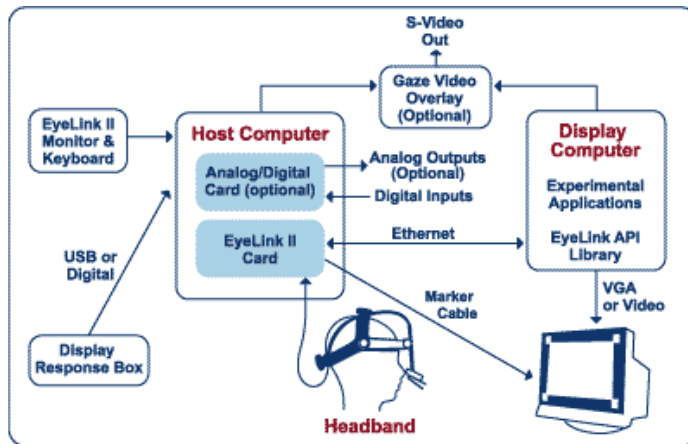 S-Video
Out
Gaze Video
Overlay
(Optional)
EyeLink II
Monitor &
Keyboard
Host Computer
Display
Computer
Analog/Digital
Card (optional)
Analog Outputs
(Optional)
Digital Inputs
Experimental
Applications
EyeLink II
Card
Ethernet
EyeLink API
Library
USB or
Digital
Marker
Cable
VGA
or Video
Display
Response Box
Headband